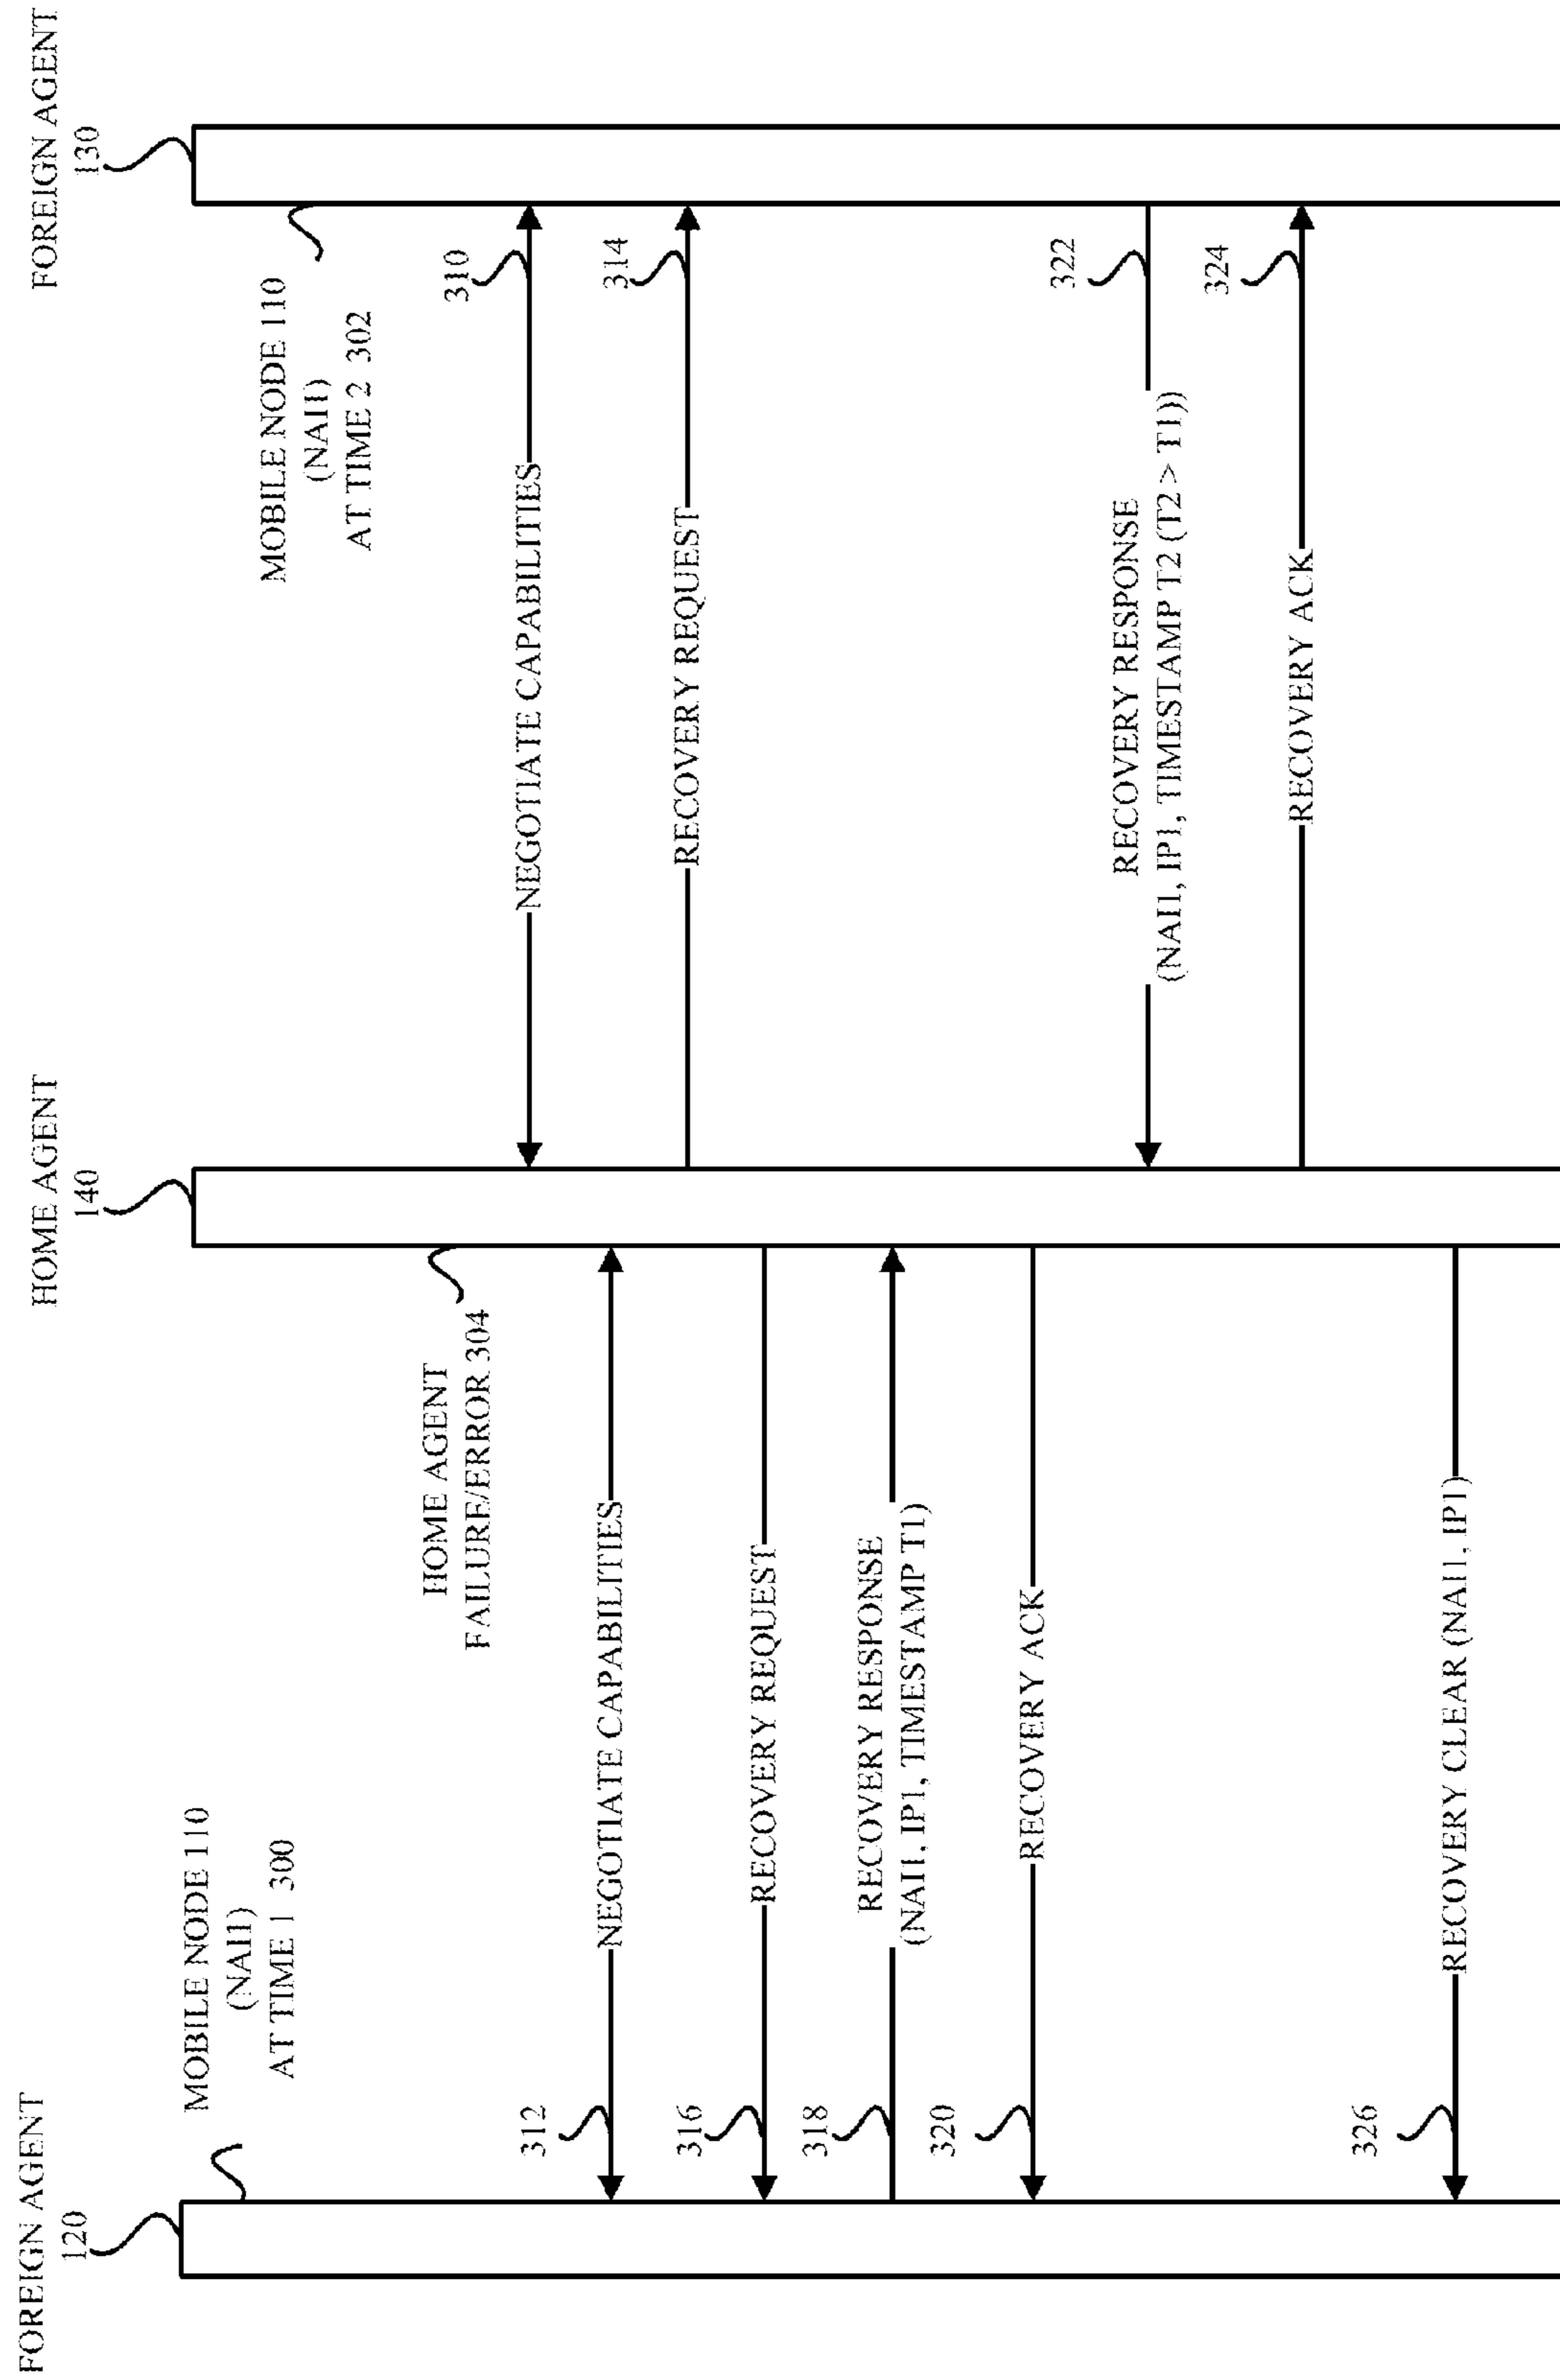 FOREIGN AGENT
120
HOME AGENT
140
FOREIGN AGENT
130
MOBILE NODE 110
(NAI1)
AT TIME 1 300
MOBILE NODE 110
(NAI1)
AT TIME 2 302
HOME AGENT
FAILURE/ERROR 304
310
NEGOTIATE CAPABILITIES
312
NEGOTIATE CAPABILITIES
314
RECOVERY REQUEST
316
RECOVERY REQUEST
318
RECOVERY RESPONSE
(NAI1, IP1, TIMESTAMP T1)
320
RECOVERY ACK
322
RECOVERY RESPONSE
(NAI1, IP1, TIMESTAMP T2 (T2 > T1))
324
RECOVERY ACK
326
RECOVERY CLEAR (NAI1, IP1)